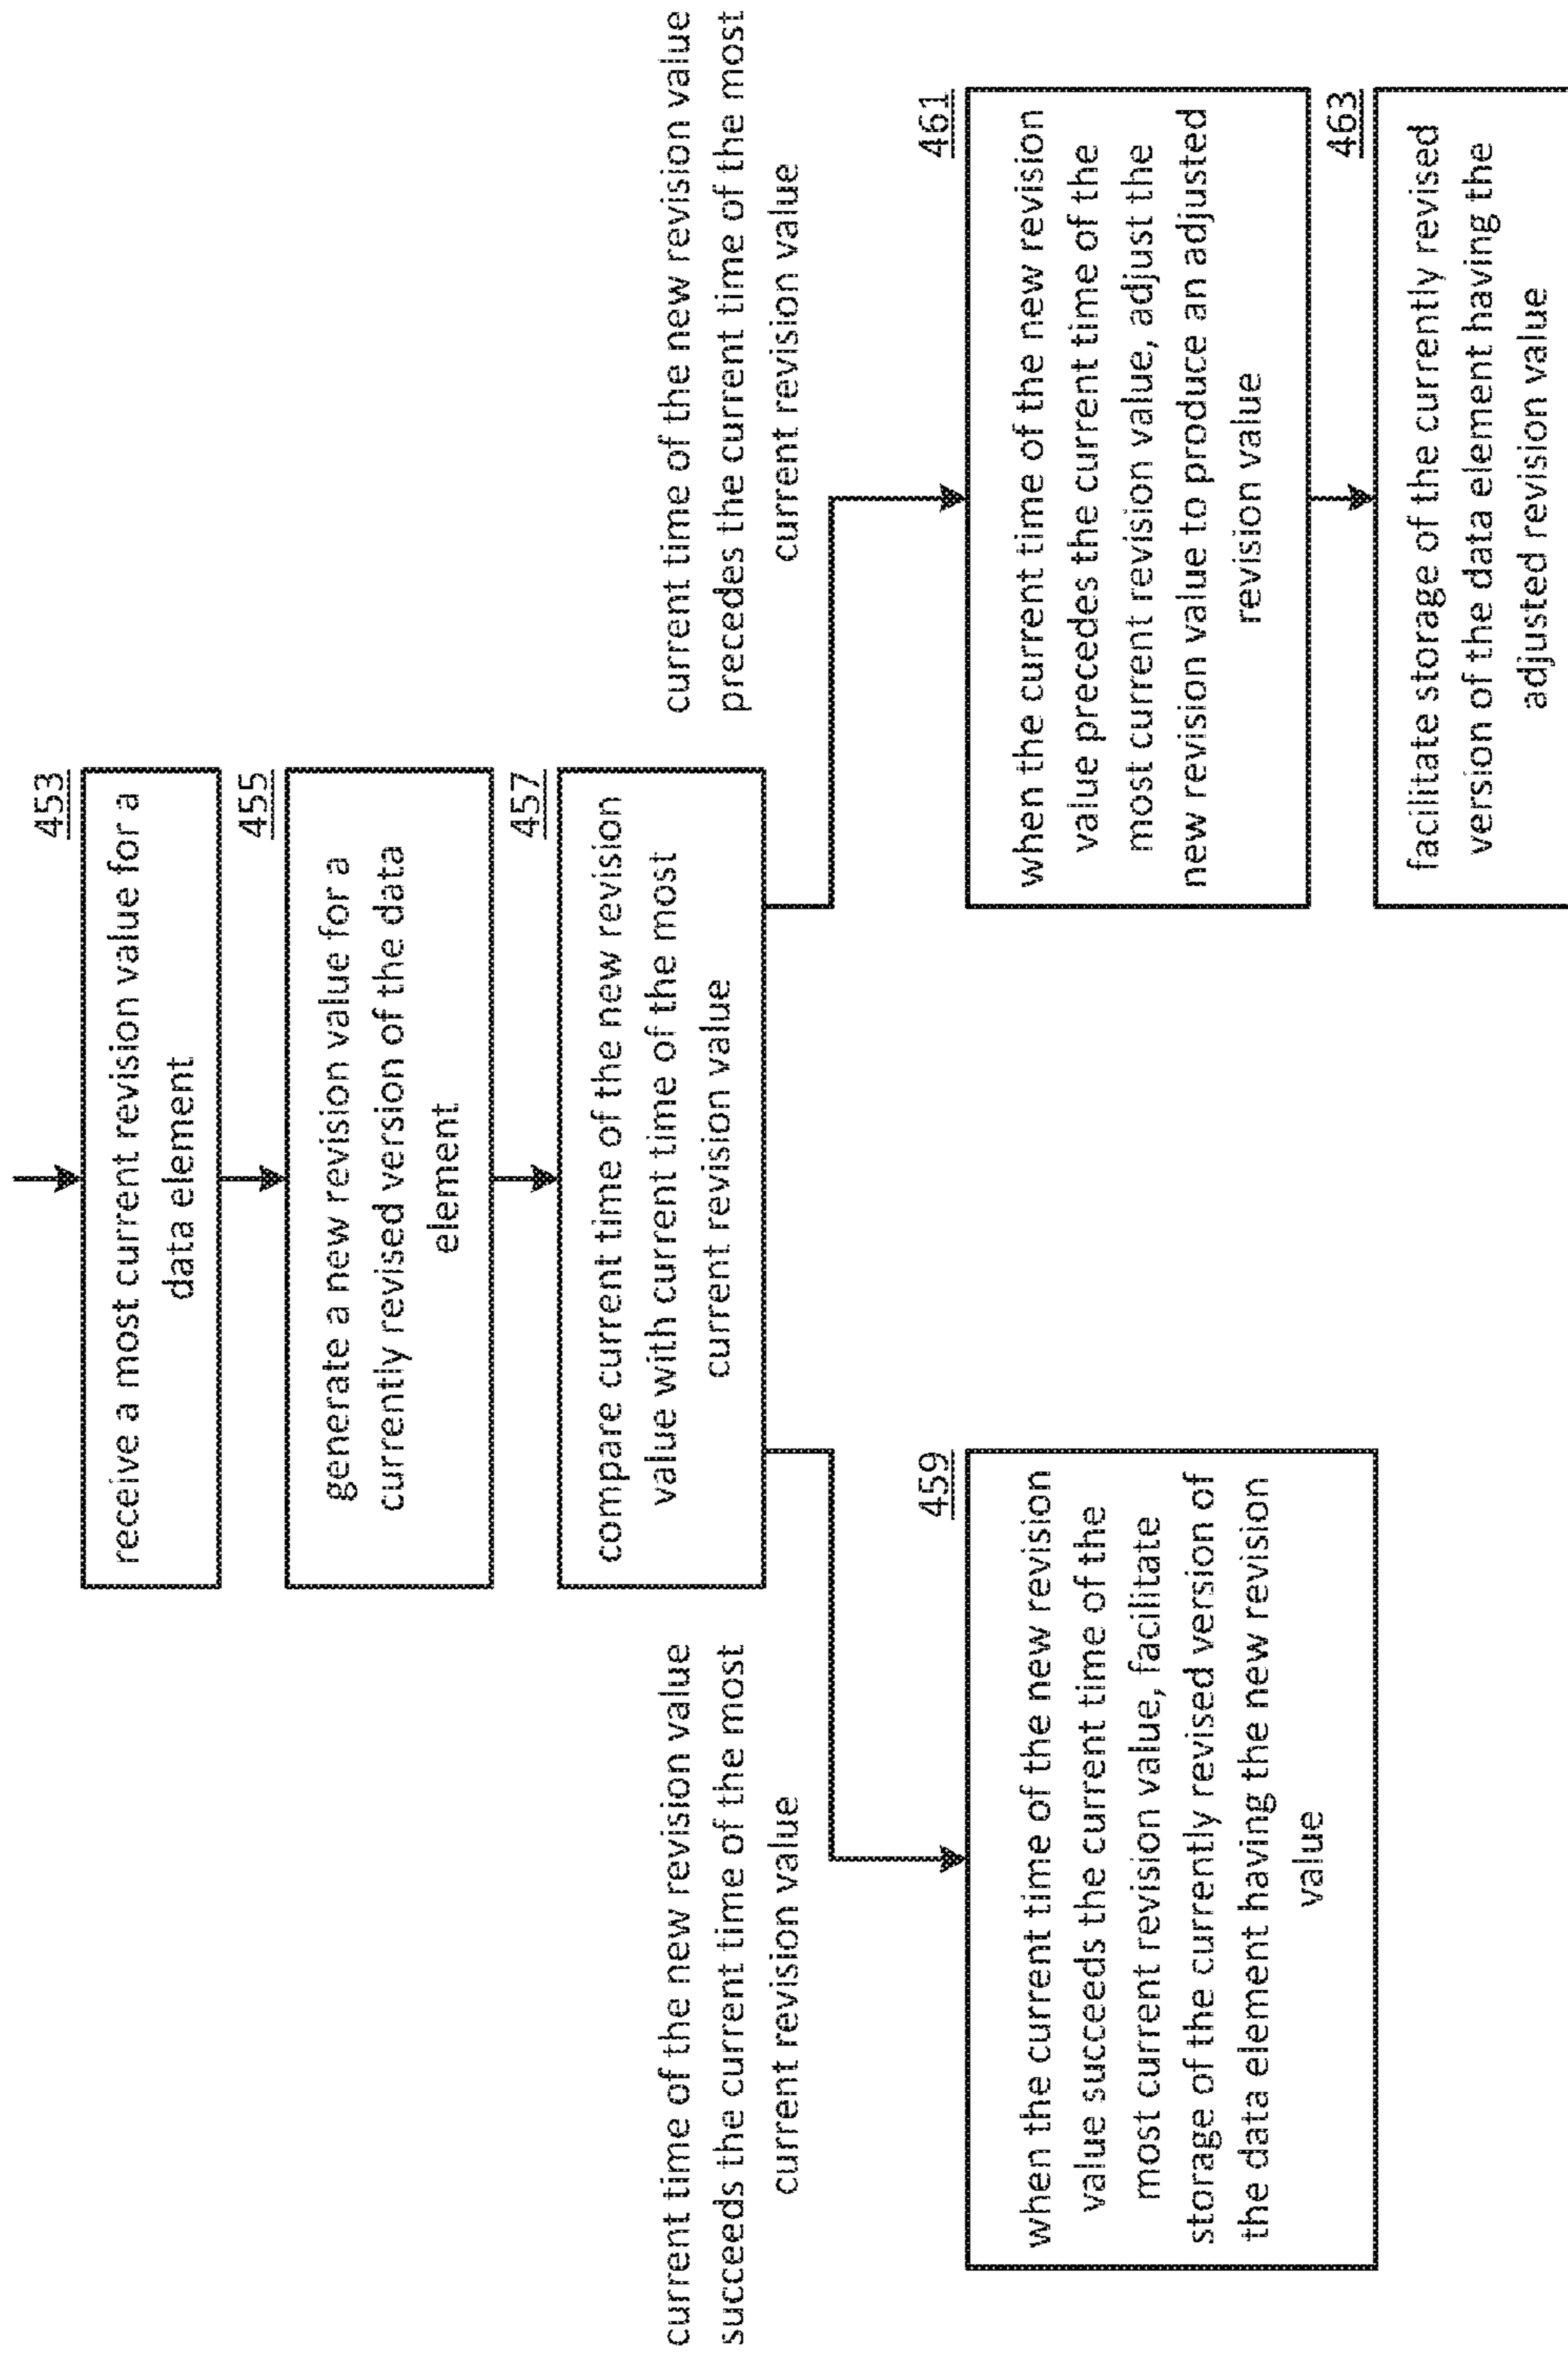 453
receive a most current revision value for a
data element
455
generate a new revision value for a
currently revised version of the data
element
457
compare current time of the new revision
value with current time of the most
current revision value
current time of the new revision value
succeeds the current time of the most
current revision value
current time of the new revision value
precedes the current time of the most
current revision value
459
when the current time of the new revision
value succeeds the current time of the
most current revision value, facilitate
storage of the currently revised version of
the data element having the new revision
value
461
when the current time of the new revision
value precedes the current time of the
most current revision value, adjust the
new revision value to produce an adjusted
revision value
463
facilitate storage of the currently revised
version of the data element having the
adjusted revision value